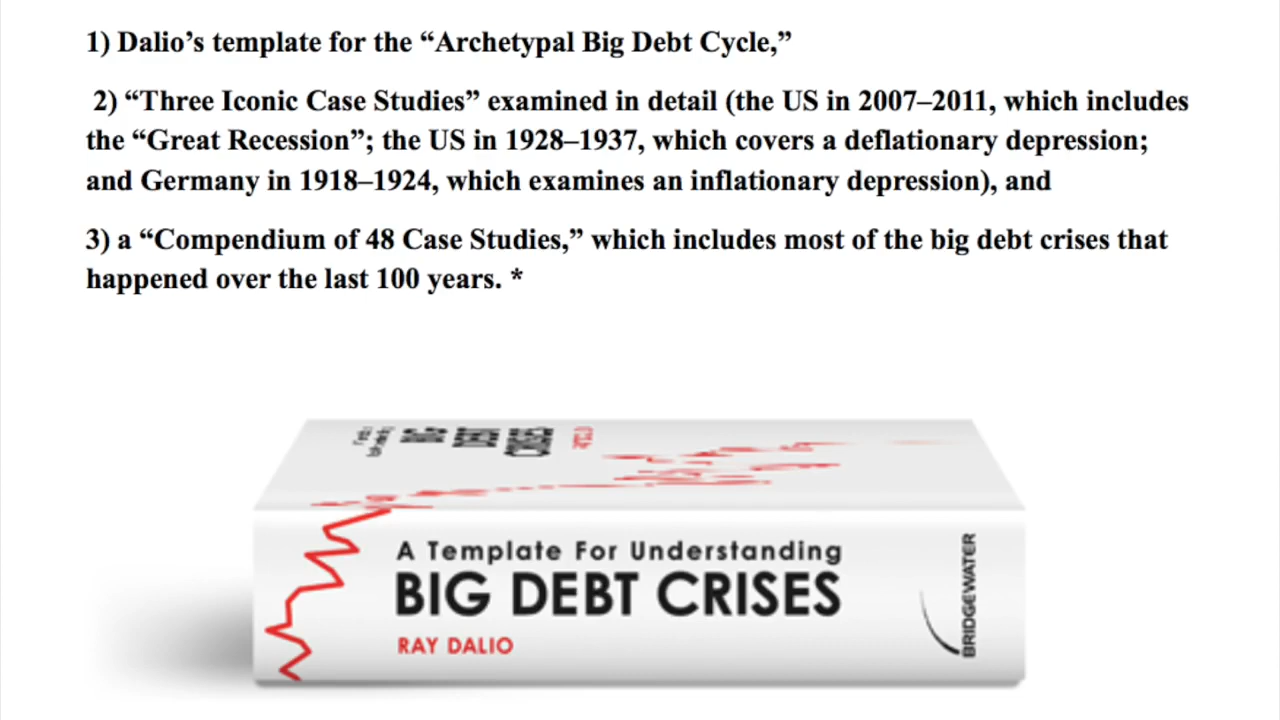 1) Dalio’s template for the “Archetypal Big Debt Cycle,”
2) “Three Iconic Case Studies” examined in detail (the US in 2007–2011, which includes
the “Great Recession”; the US in 1928–1937, which covers a deflationary depression;
and Germany in 1918–1924, which examines an inflationary depression), and
3) a “Compendium of 48 Case Studies,” which includes most of the big debt crises that
happened over the last 100 years. *
BIG
DEBT
CRISES
A Template For Understanding
BIG DEBT CRISES
RAY DALIO
BRIDGEWATER